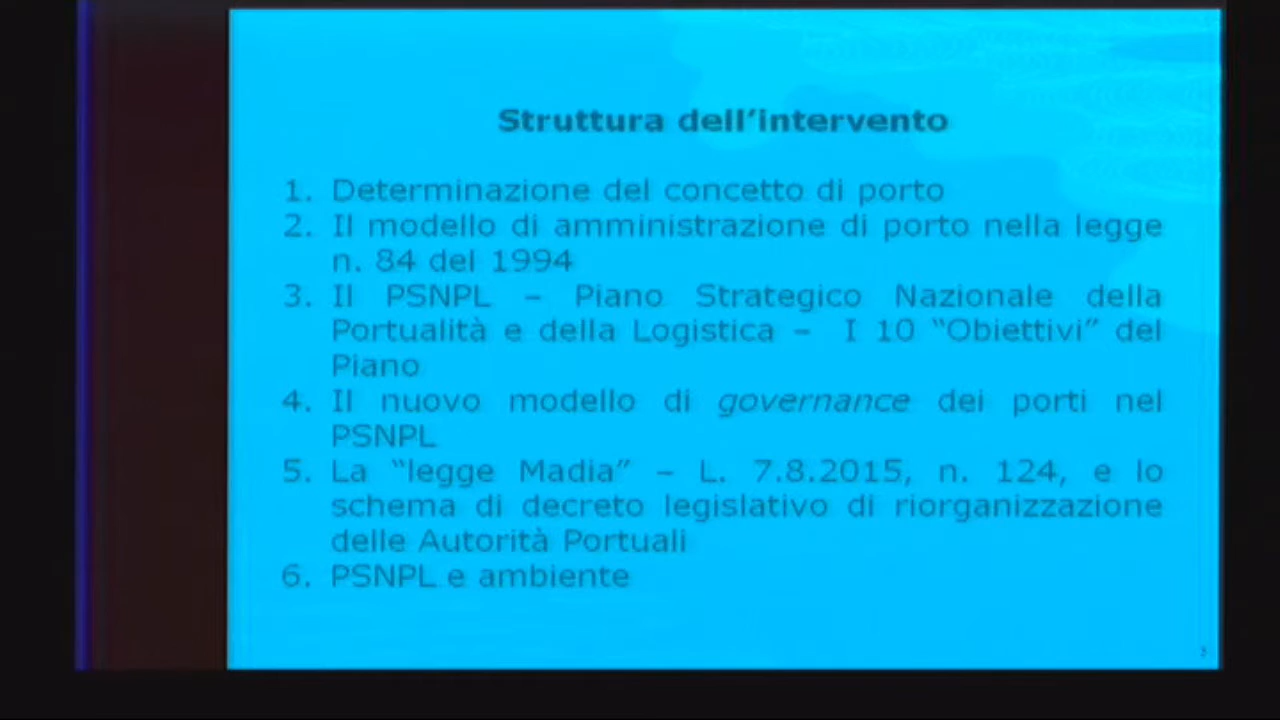 Struttura dell’intervento
1. Determinazione del concetto di porto
2. Il modello di amministrazione di porto nella legge
n. 84 del 1994
3. Il PSNPL – Piano Strategico Nazionale della
Portualità e della Logistica – I 10 “Obiettivi” del
Piano
4. Il nuovo modello di governance dei porti nel
PSNPL
5. La “legge Madia” – L. 7.8.2015, n. 124, e lo
schema di decreto legislativo di riorganizzazione
delle Autorità Portuali
6. PSNPL e ambiente